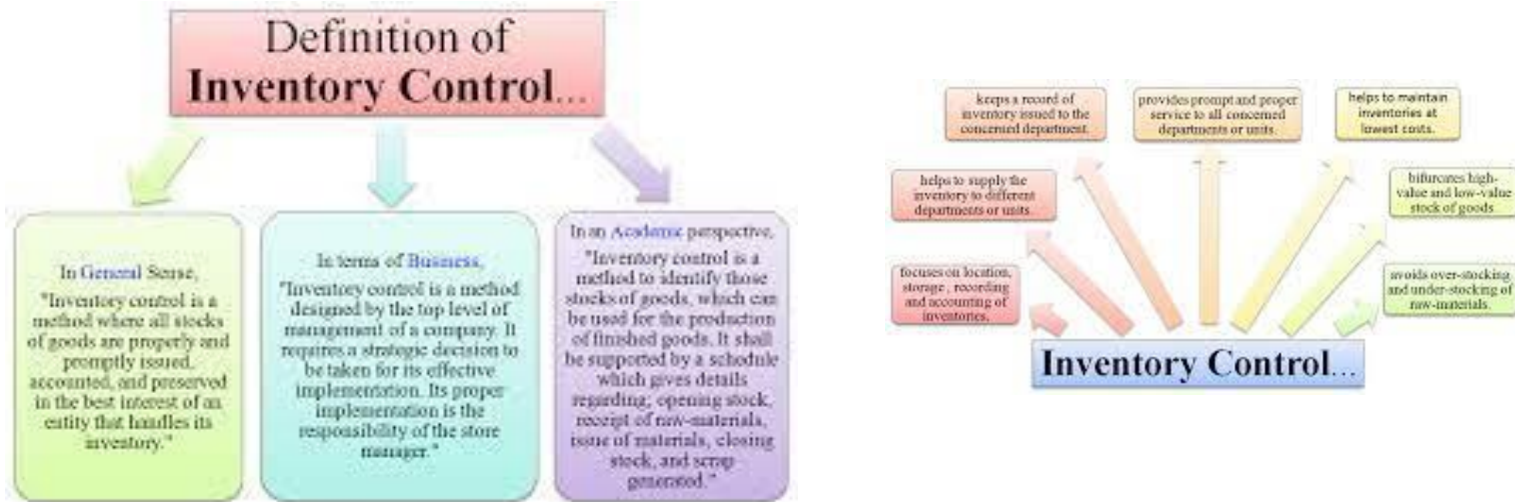 Definition of
Inventory Control...
In General Sense,
"Inventory control is a
method where all stocks
of goods are properly and
promptly issued,
accounted, and preserved
in the best interest of an
entity that handles its
inventory."
In terms of Business,
"Inventory control is a method
designed by the top level of
management of a company. It
requires a strategic decision to
be taken for its effective
implementation. Its proper
implementation is the
responsibility of the store
manager."
In an Academic perspective,
"Inventory control is a
method to identify those
stocks of goods, which can
be used for the production
of finished goods. It shall
be supported by a schedule
which gives details
regarding; opening stock,
receipt of raw-materials,
issue of materials, closing
stock, and scrap
generated."
keeps a record of
inventory issued to the
concerned department.
provides prompt and proper
service to all concerned
departments or units.
helps to maintain
inventories at
lowest costs.
helps to supply the
inventory to different
departments or units.
bifurcates high-
value and low-value
stock of goods.
focuses on location,
storage , recording
and accounting of
inventories.
avoids over-stocking
and under-stocking of
raw-materials.
Inventory Control...